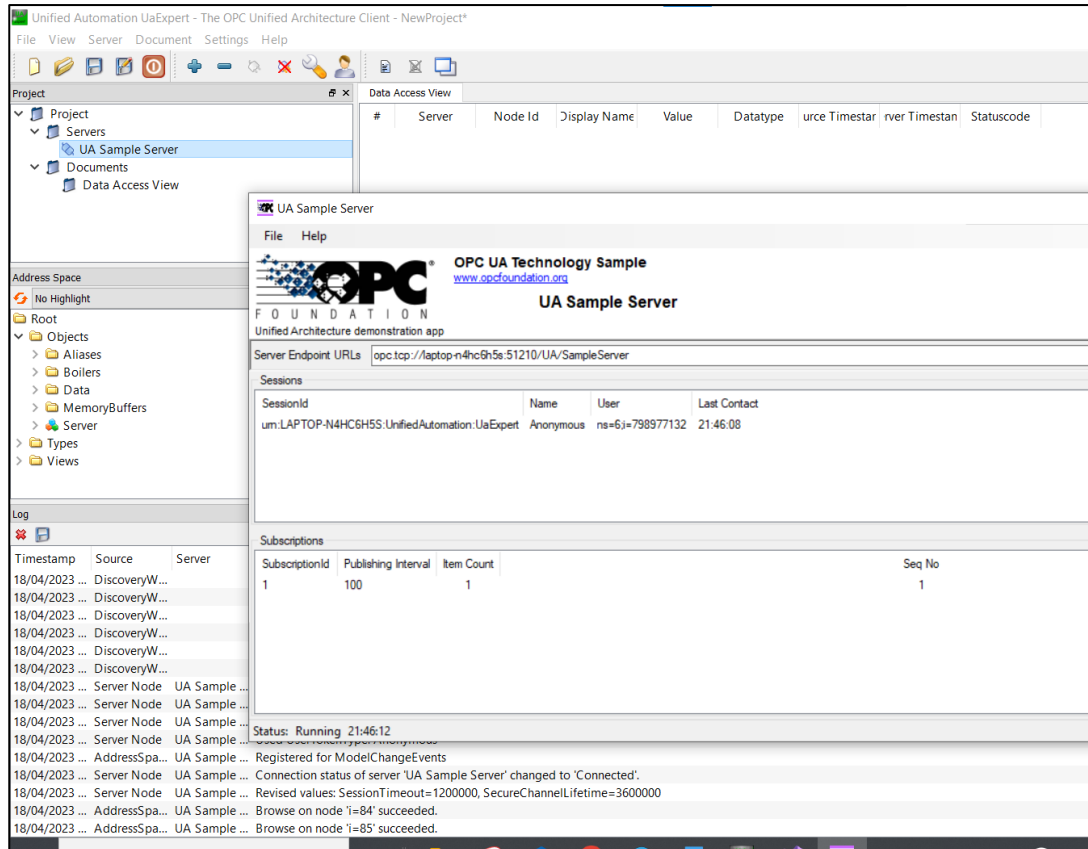 Unified Automation UaExpert - The OPC Unified Architecture Client - NewProject*
File View Server Document Settings Help
Project
Data Access View
Project
Servers
UA Sample Server
Documents
Data Access View
# Server Node Id Display Name Value Datatype urce Timestar rver Timestan Statuscode
UA Sample Server
File Help
OPC
FOUNDATION
Unified Architecture demonstration app
OPC UA Technology Sample
www.opcfoundation.org
UA Sample Server
Server Endpoint URLs opc.tcp://laptop-n4hc6h5s:51210/UA/SampleServer
Sessions
SessionId Name User Last Contact
urn:LAPTOP-N4HC6H5S:UnifiedAutomation:UaExpert Anonymous ns=6;i=798977132 21:46:08
Subscriptions
SubscriptionId Publishing Interval Item Count Seq No
1 100 1 1
Status: Running 21:46:12
Address Space
No Highlight
Root
Objects
Aliases
Boilers
Data
MemoryBuffers
Server
Types
Views
Log
Timestamp Source Server
18/04/2023 ... DiscoveryW...
18/04/2023 ... DiscoveryW...
18/04/2023 ... DiscoveryW...
18/04/2023 ... DiscoveryW...
18/04/2023 ... DiscoveryW...
18/04/2023 ... DiscoveryW...
18/04/2023 ... Server Node UA Sample ...
18/04/2023 ... Server Node UA Sample ...
18/04/2023 ... Server Node UA Sample ...
18/04/2023 ... Server Node UA Sample ... Used UserTokenType: Anonymous
18/04/2023 ... AddressSpa... UA Sample ... Registered for ModelChangeEvents
18/04/2023 ... Server Node UA Sample ... Connection status of server 'UA Sample Server' changed to 'Connected'.
18/04/2023 ... Server Node UA Sample ... Revised values: SessionTimeout=1200000, SecureChannelLifetime=3600000
18/04/2023 ... AddressSpa... UA Sample ... Browse on node 'i=84' succeeded.
18/04/2023 ... AddressSpa... UA Sample ... Browse on node 'i=85' succeeded.